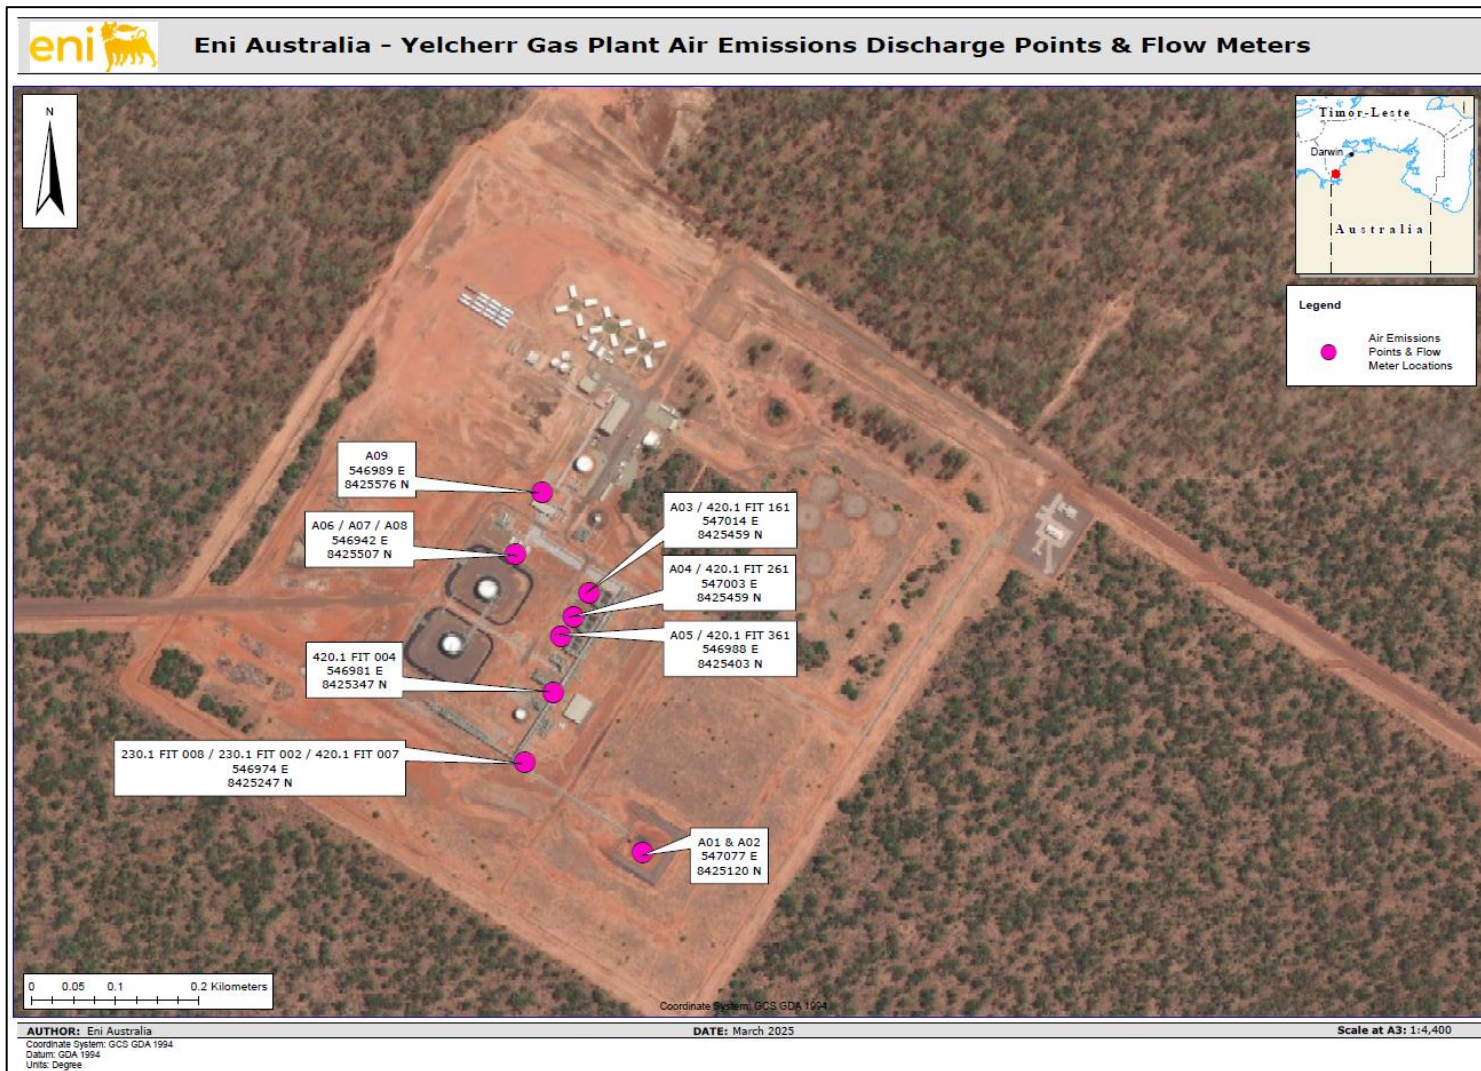 eni
Eni Australia - Yelcherr Gas Plant Air Emissions Discharge Points & Flow Meters
N
Timor-Leste
Darwin
Australia
Legend
Air Emissions
Points & Flow
Meter Locations
A09
546989 E
8425576 N
A06 / A07 / A08
546942 E
8425507 N
A03 / 420.1 FIT 161
547014 E
8425459 N
A04 / 420.1 FIT 261
547003 E
8425459 N
A05 / 420.1 FIT 361
546988 E
8425403 N
420.1 FIT 004
546981 E
8425347 N
230.1 FIT 008 / 230.1 FIT 002 / 420.1 FIT 007
546974 E
8425247 N
A01 & A02
547077 E
8425120 N
0 0.05 0.1 0.2 Kilometers
Coordinate System: GCS GDA 1994
AUTHOR: Eni Australia
DATE: March 2025
Scale at A3: 1:4,400
Coordinate System: GCS GDA 1994
Datum: GDA 1994
Units: Degree